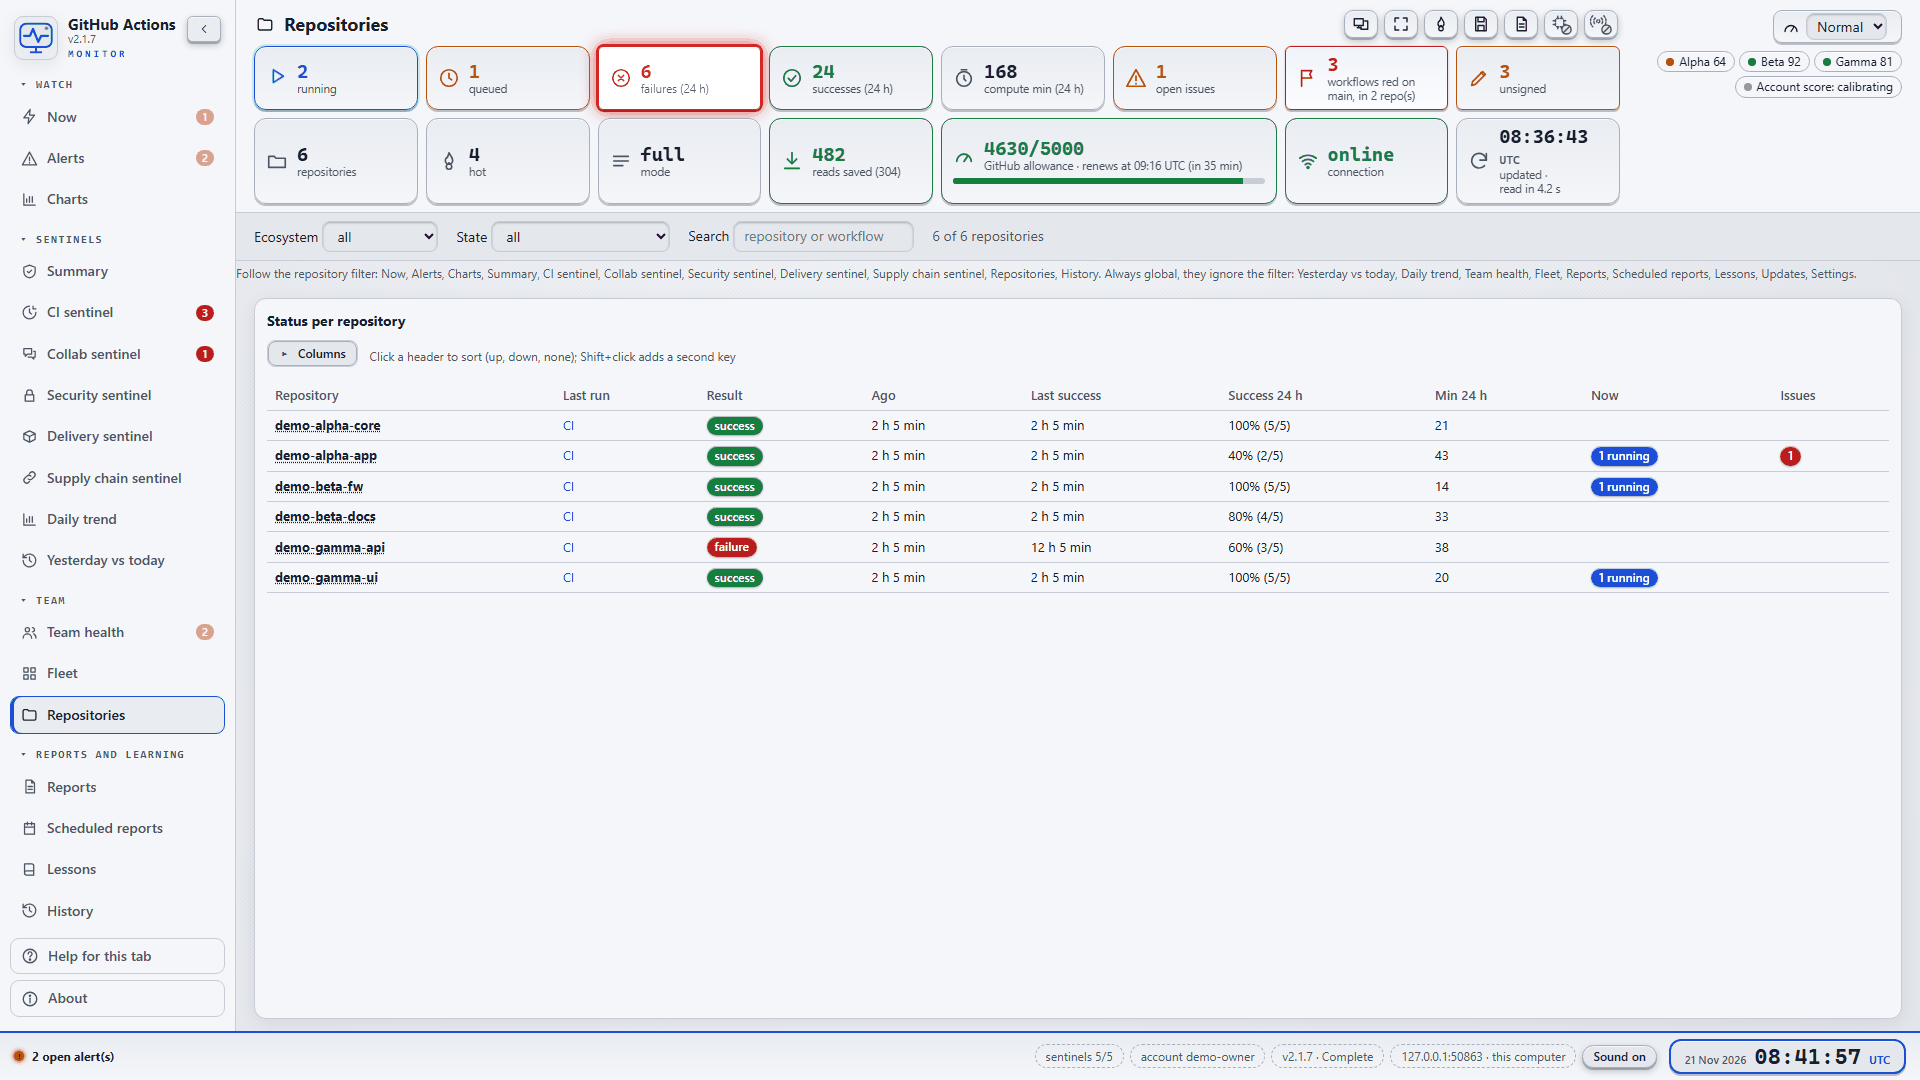 GitHub Actions
v2.1.7
MONITOR
WATCH
Now 1
Alerts 2
Charts
SENTINELS
Summary
CI sentinel 3
Collab sentinel 1
Security sentinel
Delivery sentinel
Supply chain sentinel
Daily trend
Yesterday vs today
TEAM
Team health 2
Fleet
Repositories
REPORTS AND LEARNING
Reports
Scheduled reports
Lessons
History
Help for this tab
About
Repositories
Normal
Alpha 64 Beta 92 Gamma 81
Account score: calibrating
2
running
1
queued
6
failures (24 h)
24
successes (24 h)
168
compute min (24 h)
1
open issues
3
workflows red on
main, in 2 repo(s)
3
unsigned
6
repositories
4
hot
full
mode
482
reads saved (304)
4630/5000
GitHub allowance · renews at 09:16 UTC (in 35 min)
online
connection
08:36:43
UTC
updated ·
read in 4.2 s
Ecosystem all State all Search repository or workflow 6 of 6 repositories
Follow the repository filter: Now, Alerts, Charts, Summary, CI sentinel, Collab sentinel, Security sentinel, Delivery sentinel, Supply chain sentinel, Repositories, History. Always global, they ignore the filter: Yesterday vs today, Daily trend, Team health, Fleet, Reports, Scheduled reports, Lessons, Updates, Settings.
Status per repository
Columns Click a header to sort (up, down, none); Shift+click adds a second key
Repository Last run Result Ago Last success Success 24 h Min 24 h Now Issues
demo-alpha-core CI success 2 h 5 min 2 h 5 min 100% (5/5) 21
demo-alpha-app CI success 2 h 5 min 2 h 5 min 40% (2/5) 43 1 running 1
demo-beta-fw CI success 2 h 5 min 2 h 5 min 100% (5/5) 14 1 running
demo-beta-docs CI success 2 h 5 min 2 h 5 min 80% (4/5) 33
demo-gamma-api CI failure 2 h 5 min 12 h 5 min 60% (3/5) 38
demo-gamma-ui CI success 2 h 5 min 2 h 5 min 100% (5/5) 20 1 running
2 open alert(s)
sentinels 5/5 account demo-owner v2.1.7 · Complete 127.0.0.1:50863 · this computer Sound on 21 Nov 2026 08:41:57 UTC